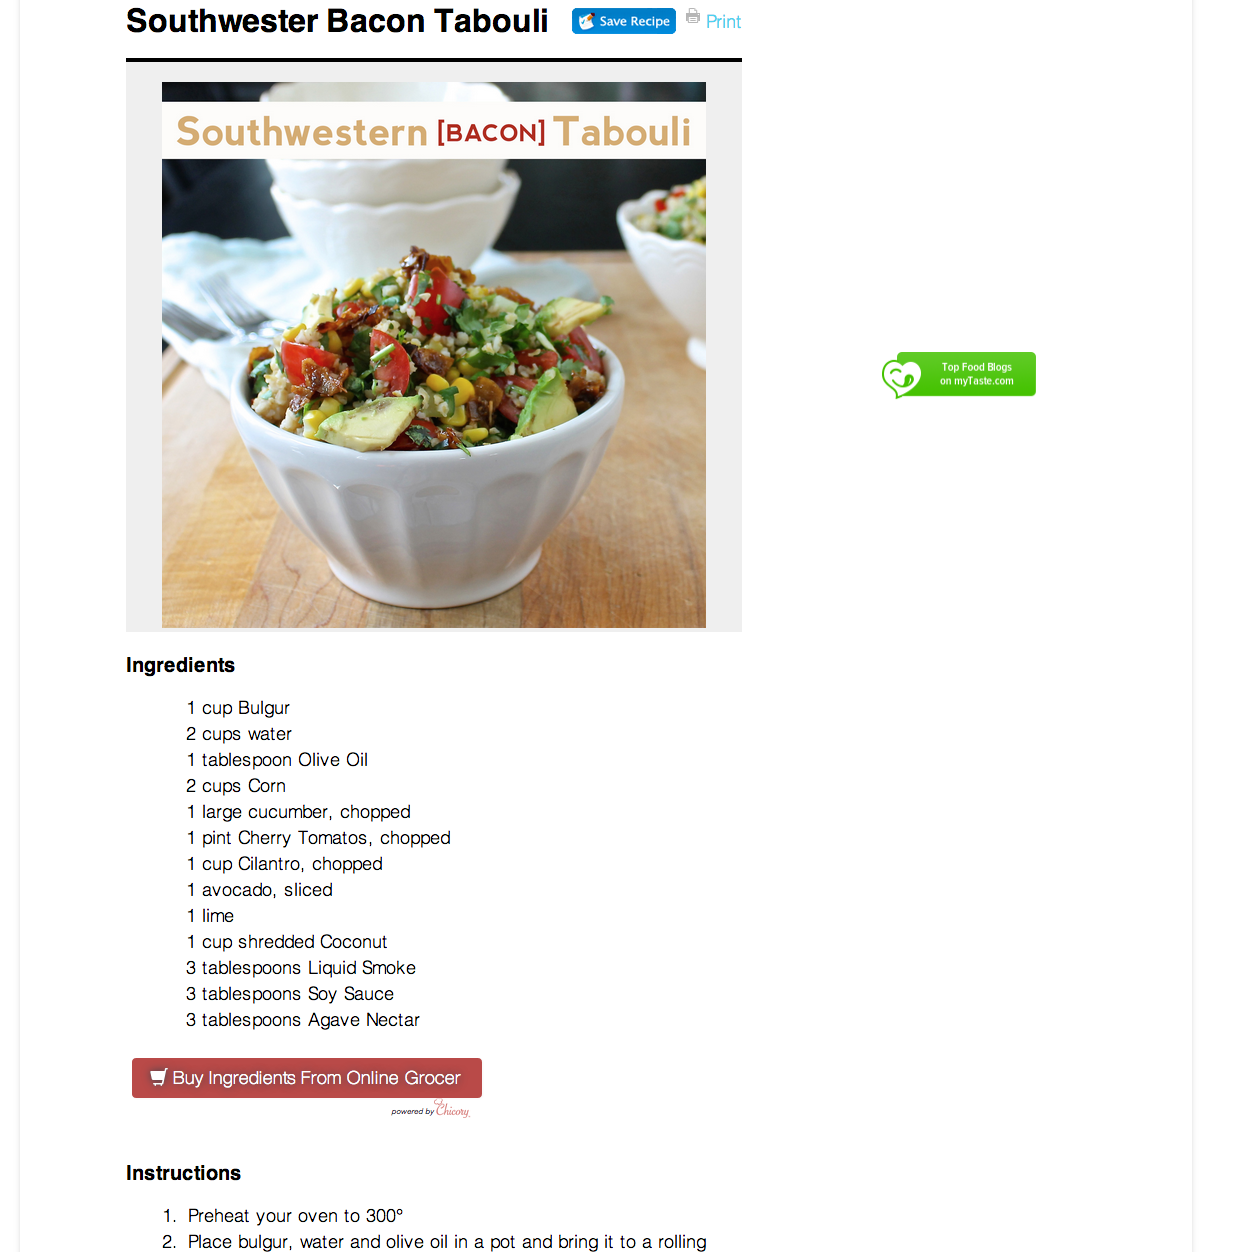 Southwester Bacon Tabouli
Save Recipe
Print
Southwestern [BACON] Tabouli
Top Food Blogs
on myTaste.com
Ingredients
1 cup Bulgur
2 cups water
1 tablespoon Olive Oil
2 cups Corn
1 large cucumber, chopped
1 pint Cherry Tomatos, chopped
1 cup Cilantro, chopped
1 avocado, sliced
1 lime
1 cup shredded Coconut
3 tablespoons Liquid Smoke
3 tablespoons Soy Sauce
3 tablespoons Agave Nectar
Buy Ingredients From Online Grocer
powered by Chicory
Instructions
1. Preheat your oven to 300°
2. Place bulgur, water and olive oil in a pot and bring it to a rolling